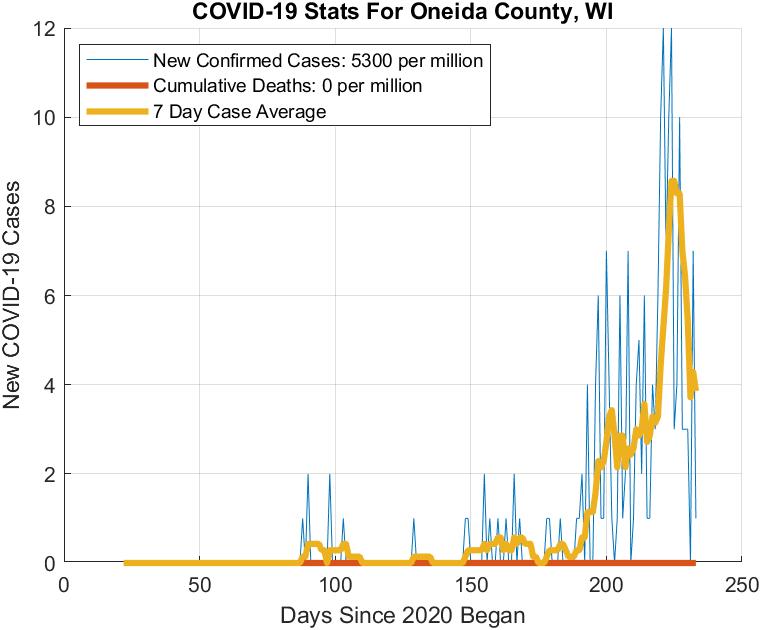 COVID-19 Stats For Oneida County, WI
New Confirmed Cases: 5300 per million
Cumulative Deaths: 0 per million
7 Day Case Average
New COVID-19 Cases
12
10
8
6
4
2
0
0 50 100 150 200 250
Days Since 2020 Began